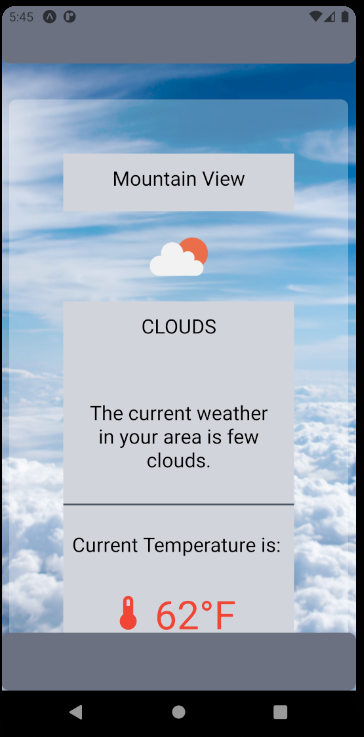 5:45
Mountain View
CLOUDS
The current weather
in your area is few
clouds.
Current Temperature is:
62°F